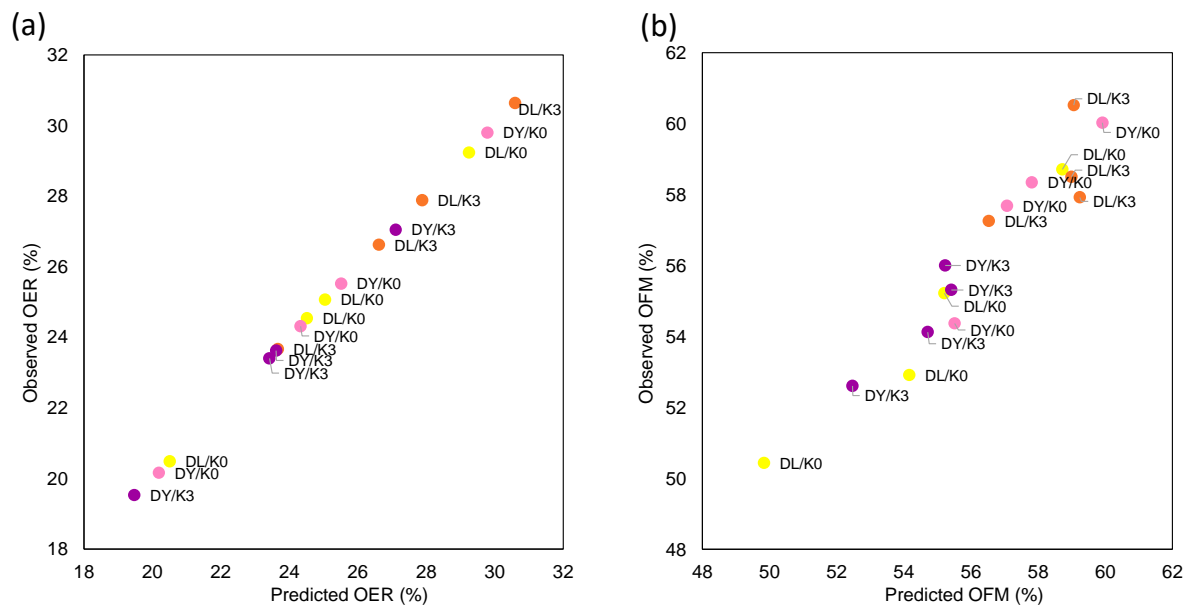 (a)
32
30
28
26
24
22
20
18
Observed OER (%)
DL/K3
DY/K0
DL/K0
DL/K3
DY/K3
DL/K3
DY/K0
DL/K0
DL/K0
DY/K0
DL/K3
DY/K3
DY/K3
DL/K0
DY/K0
DY/K3
18 20 22 24 26 28 30 32
Predicted OER (%)
(b)
62
60
58
56
54
52
50
48
Observed OFM (%)
DL/K3
DY/K0
DL/K0
DL/K3
DY/K0
DL/K3
DY/K0
DL/K3
DY/K3
DY/K3
DL/K0
DY/K0
DY/K3
DL/K0
DY/K3
DL/K0
48 50 52 54 56 58 60 62
Predicted OFM (%)